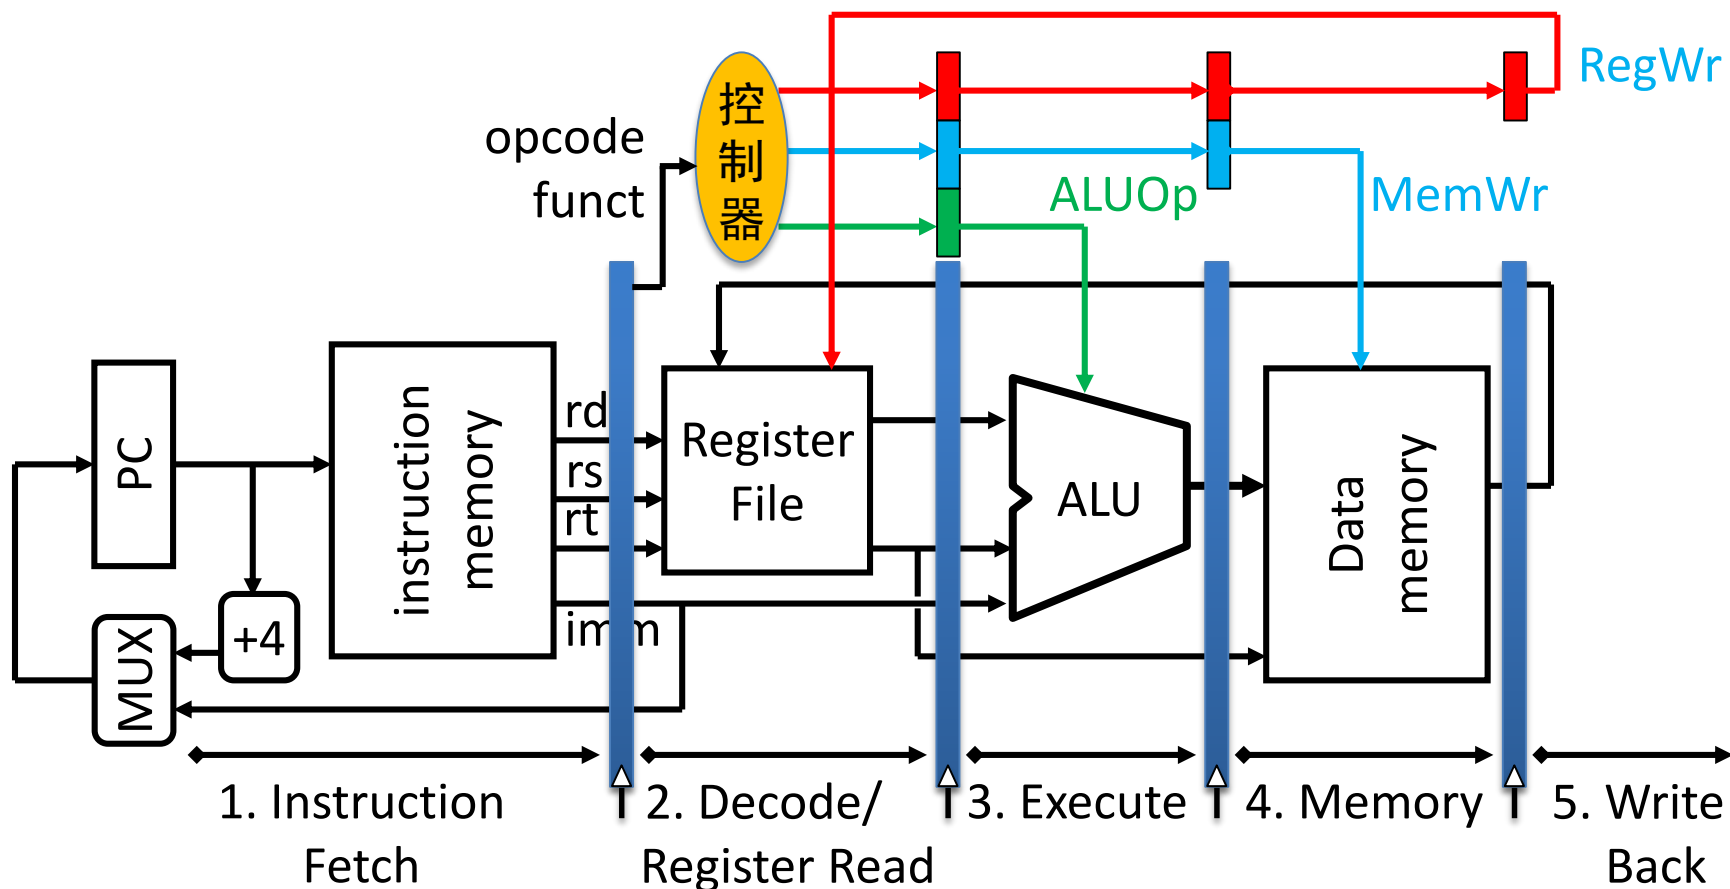 RegWr
控
制
器
opcode
funct
ALUOp
MemWr
PC
instruction
memory
rd
rs
rt
imm
Register
File
ALU
Data
memory
+4
MUX
1. Instruction
Fetch
2. Decode/
Register Read
3. Execute
4. Memory
5. Write
Back